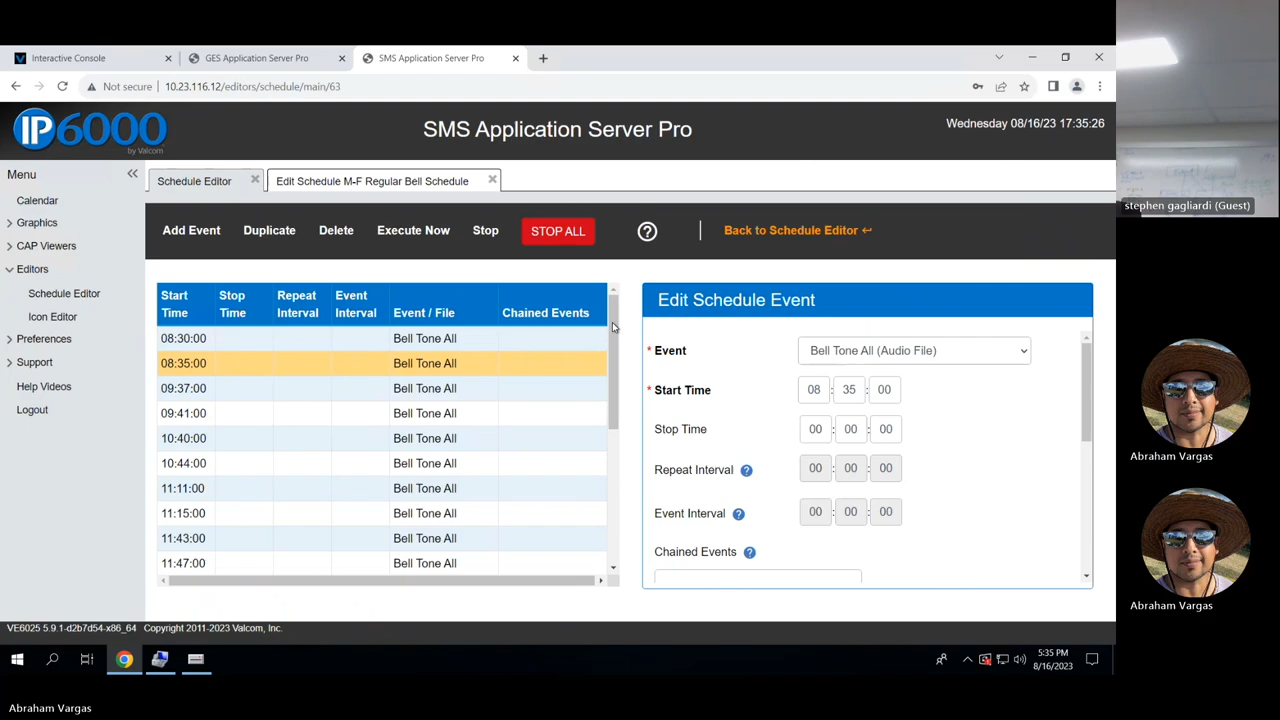 Interactive Console
GES Application Server Pro
SMS Application Server Pro
Not secure
10.23.116.12/editors/schedule/main/63
IP6000
by Valcom
SMS Application Server Pro
Wednesday 08/16/23 17:35:26
Menu
Calendar
Graphics
CAP Viewers
Editors
Schedule Editor
Icon Editor
Preferences
Support
Help Videos
Logout
Schedule Editor
Edit Schedule M-F Regular Bell Schedule
Add Event Duplicate Delete Execute Now Stop STOP ALL ? | Back to Schedule Editor ↩
Start Time Stop Time Repeat Interval Event Interval Event / File Chained Events
08:30:00 Bell Tone All
08:35:00 Bell Tone All
09:37:00 Bell Tone All
09:41:00 Bell Tone All
10:40:00 Bell Tone All
10:44:00 Bell Tone All
11:11:00 Bell Tone All
11:15:00 Bell Tone All
11:43:00 Bell Tone All
11:47:00 Bell Tone All
Edit Schedule Event
* Event Bell Tone All (Audio File)
* Start Time 08 : 35 : 00
Stop Time 00 : 00 : 00
Repeat Interval ? 00 : 00 : 00
Event Interval ? 00 : 00 : 00
Chained Events ?
VE6025 5.9.1-d2b7d54-x86_64 Copyright 2011-2023 Valcom, Inc.
5:35 PM
8/16/2023
stephen gagliardi (Guest)
Abraham Vargas
Abraham Vargas
Abraham Vargas